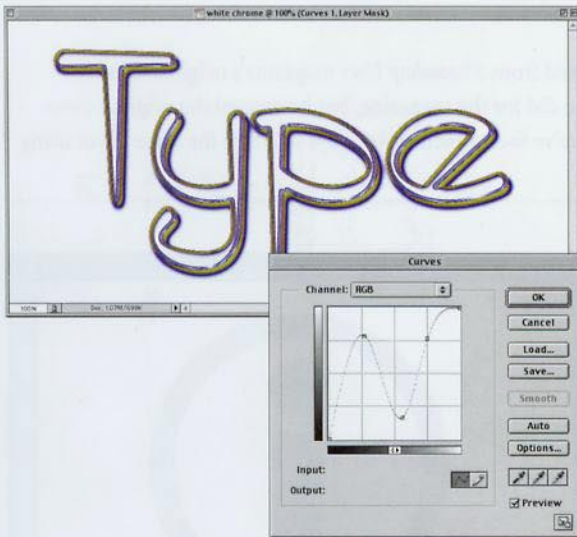 white chrome @ 100% (Curves 1, Layer Mask)
Type
100%
Curves
Channel: RGB
OK
Cancel
Load...
Save...
Smooth
Auto
Options...
Input:
Output:
Preview